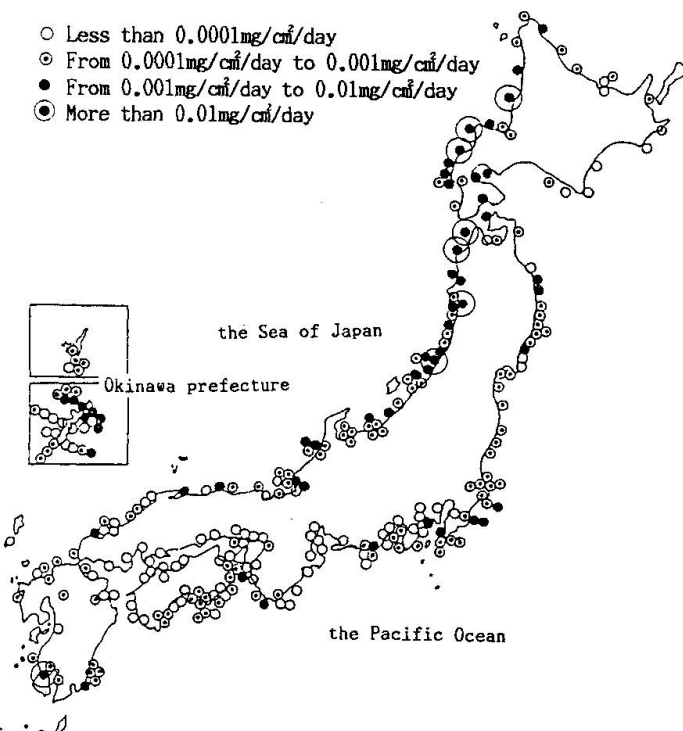 Less than 0.0001mg/c㎡/day
From 0.0001mg/c㎡/day to 0.001mg/c㎡/day
From 0.001mg/c㎡/day to 0.01mg/c㎡/day
More than 0.01mg/c㎡/day
the Sea of Japan
Okinawa prefecture
the Pacific Ocean